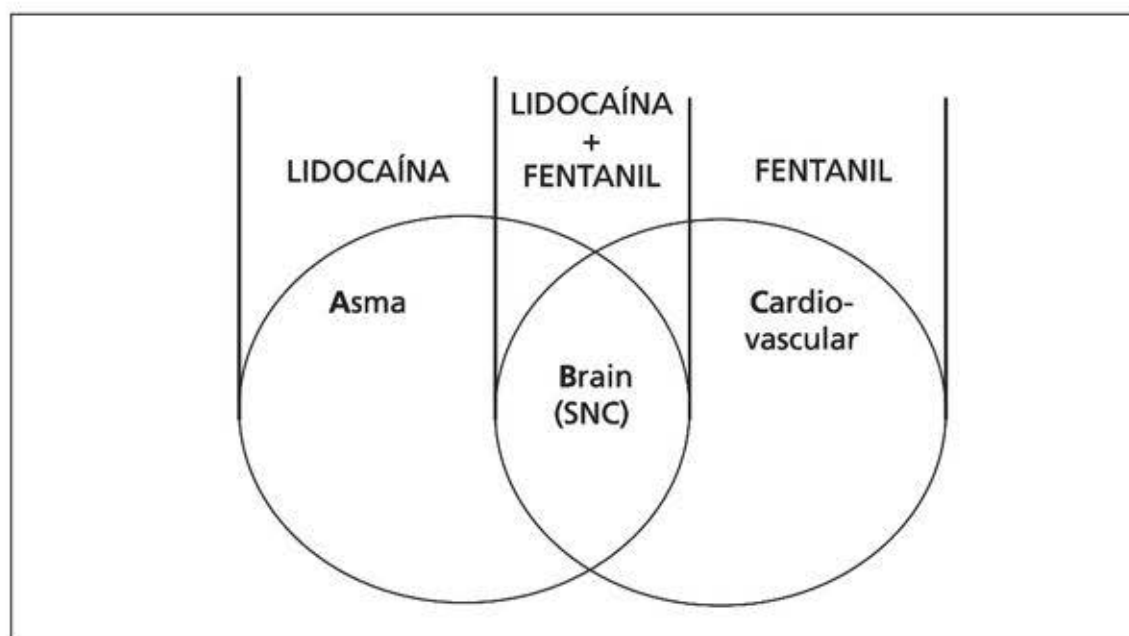 LIDOCAÍNA
LIDOCAÍNA
+
FENTANIL
FENTANIL
Asma
Brain
(SNC)
Cardio-
vascular